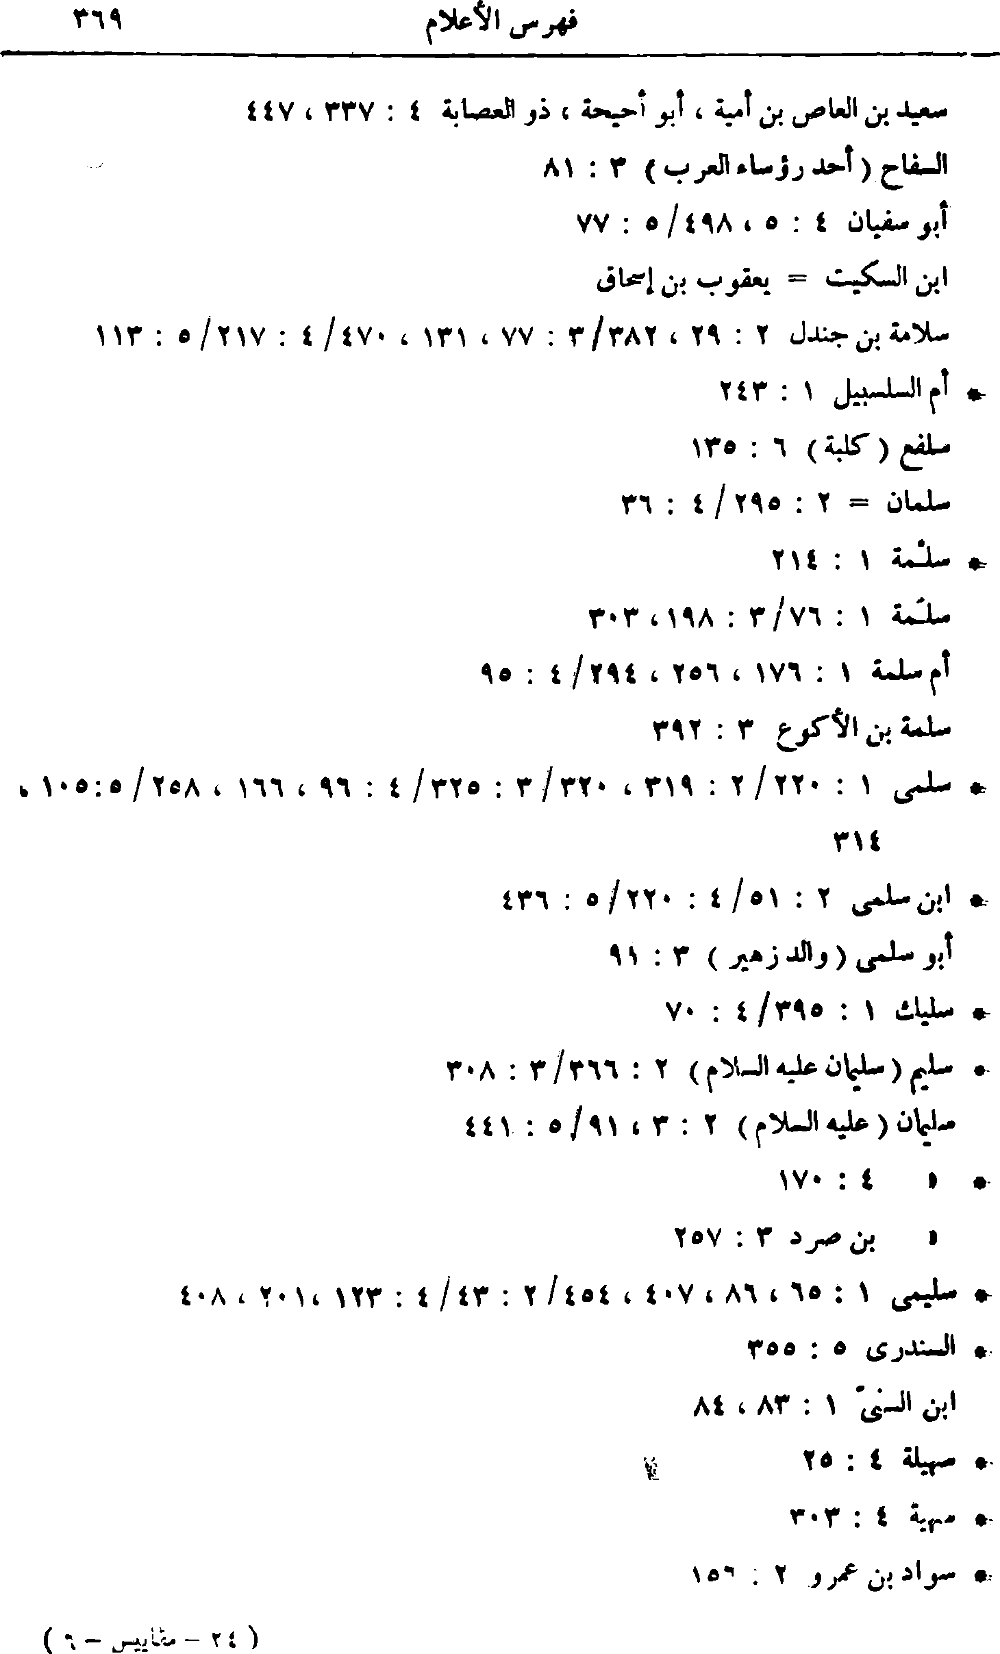 فهرس الأعلام ٣٦٩
سعيد بن العاص بن أمية ، أبو أحيحة ، ذو العصابة ٤ : ٣٣٧ ، ٤٤٧
السفاح ( أحد رؤساء العرب ) ٣ : ٨١
أبو سفيان ٤ : ٥ ، ٤٩٨/ ٥ : ٧٧
ابن السكيت = يعقوب بن إسحاق
سلامة بن جندل ٢ : ٢٩ ، ٣٨٢/ ٣ : ٧٧ ، ١٣١ ، ٤٧٠/ ٤ : ٢١٧/ ٥ : ١١٣
* أم السلسبيل ١ : ٢٤٣
سلفع ( كلبة ) ٦ : ١٣٥
سلمان = ٢ : ٢٩٥/ ٤ : ٣٦
* سلمة ١ : ٢١٤
سلمة ١ : ٧٦/ ٣ : ١٩٨ ، ٣٠٣
أم سلمة ١ : ١٧٦ ، ٢٥٦ ، ٢٩٤/ ٤ : ٩٥
سلمة بن الأكوع ٣ : ٣٩٢
* سلمى ١ : ٢٢٠/ ٢ : ٣١٩ ، ٣٢٠/ ٣ : ٣٢٥/ ٤ : ٩٦ ، ١٦٦ ، ٢٥٨/ ٥:١٠٥ ،
٣١٤
* ابن سلمى ٢ : ٥١/ ٤ : ٢٢٠/ ٥ : ٤٣٦
أبو سلمى ( والد زهير ) ٣ : ٩١
* سليك ١ : ٣٩٥/ ٤ : ٧٠
* سليم ( سليمان عليه السلام ) ٢ : ٣٦٦/ ٣ : ٣٠٨
سليمان ( عليه السلام ) ٢ : ٣ ، ٩١/ ٥ : ٤٤١
* » ٤ : ١٧٠
» بن صرد ٣ : ٢٥٧
* سليمى ١ : ٦٥ ، ٨٦ ، ٤٠٧ ، ٤٥٤/ ٢ : ٤٣/ ٤ : ١٢٣ ، ٢٠١ ، ٤٠٨
* السندرى ٥ : ٣٥٥
ابن السنىّ ١ : ٨٣ ، ٨٤
* سهيلة ٤ : ٢٥
* سهية ٤ : ٣٠٣
* سواد بن عمرو ٢ : ١٥٦
( ٢٤ – مقاييس – ٦ )